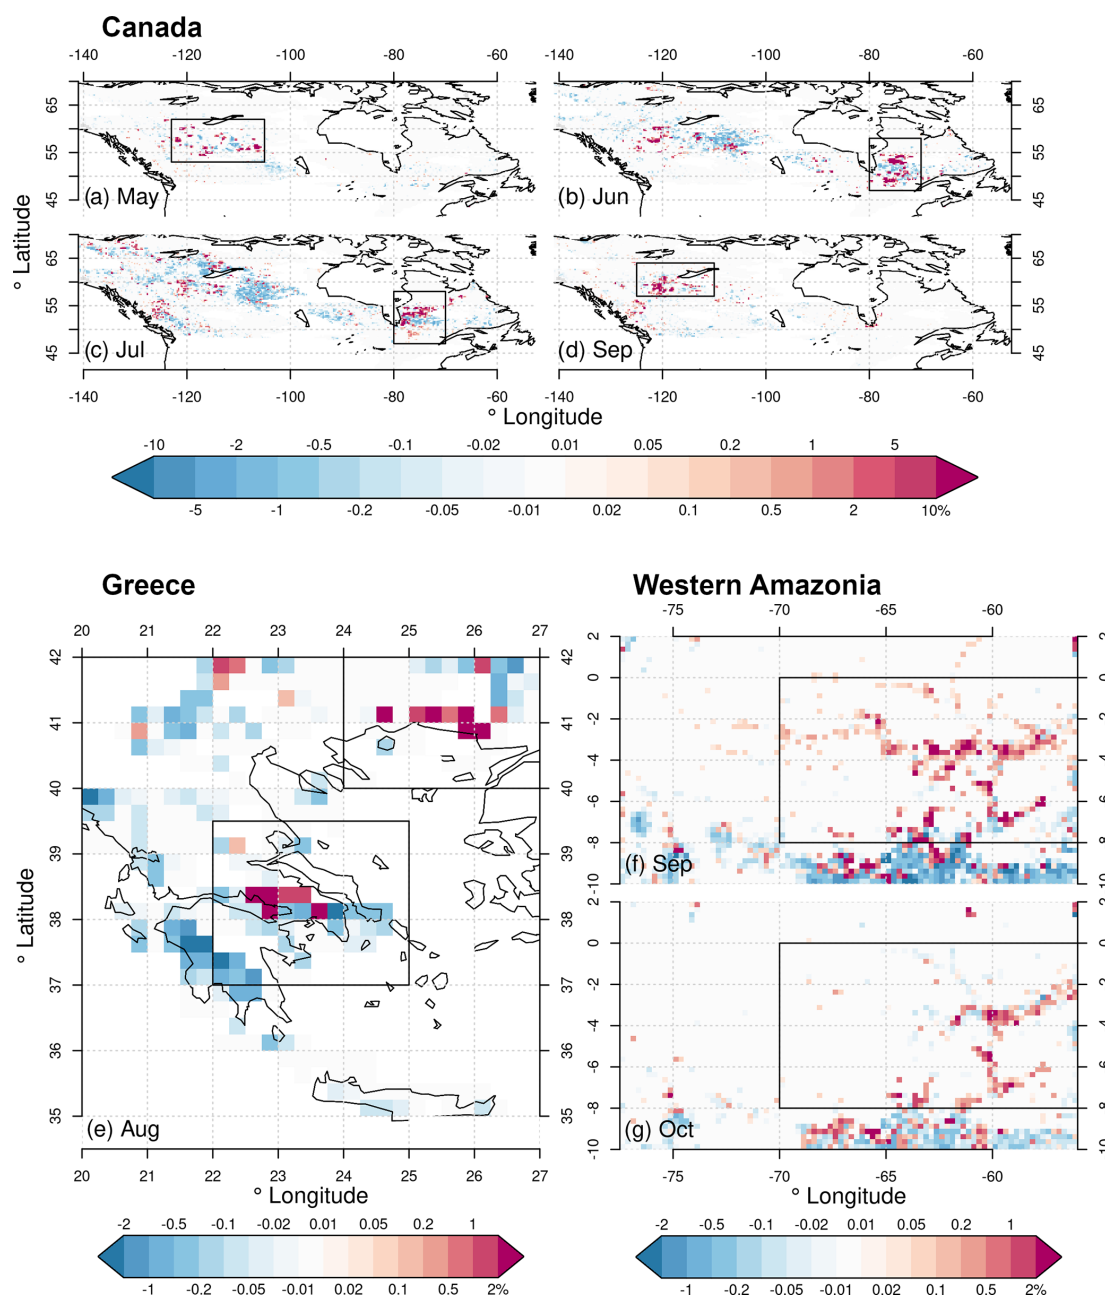 Canada
-140 -120 -100 -80 -60 -140 -120 -100 -80 -60
65 55 45
(a) May
(b) Jun
65 55 45
° Latitude
65 55 45
(c) Jul
(d) Sep
65 55 45
-140 -120 -100 -80 -60 -140 -120 -100 -80 -60
° Longitude
-10 -2 -0.5 -0.1 -0.02 0.01 0.05 0.2 1 5
-5 -1 -0.2 -0.05 -0.01 0.02 0.1 0.5 2 10%
Greece
20 21 22 23 24 25 26 27
42 41 40 39 38 37 36 35
° Latitude
42 41 40 39 38 37 36 35
(e) Aug
20 21 22 23 24 25 26 27
° Longitude
-2 -0.5 -0.1 -0.02 0.01 0.05 0.2 1
-1 -0.2 -0.05 -0.01 0.02 0.1 0.5 2%
Western Amazonia
-75 -70 -65 -60
2 0 -2 -4 -6 -8 -10
(f) Sep
2 0 -2 -4 -6 -8 -10
(g) Oct
-75 -70 -65 -60
° Longitude
-2 -0.5 -0.1 -0.02 0.01 0.05 0.2 1
-1 -0.2 -0.05 -0.01 0.02 0.1 0.5 2%